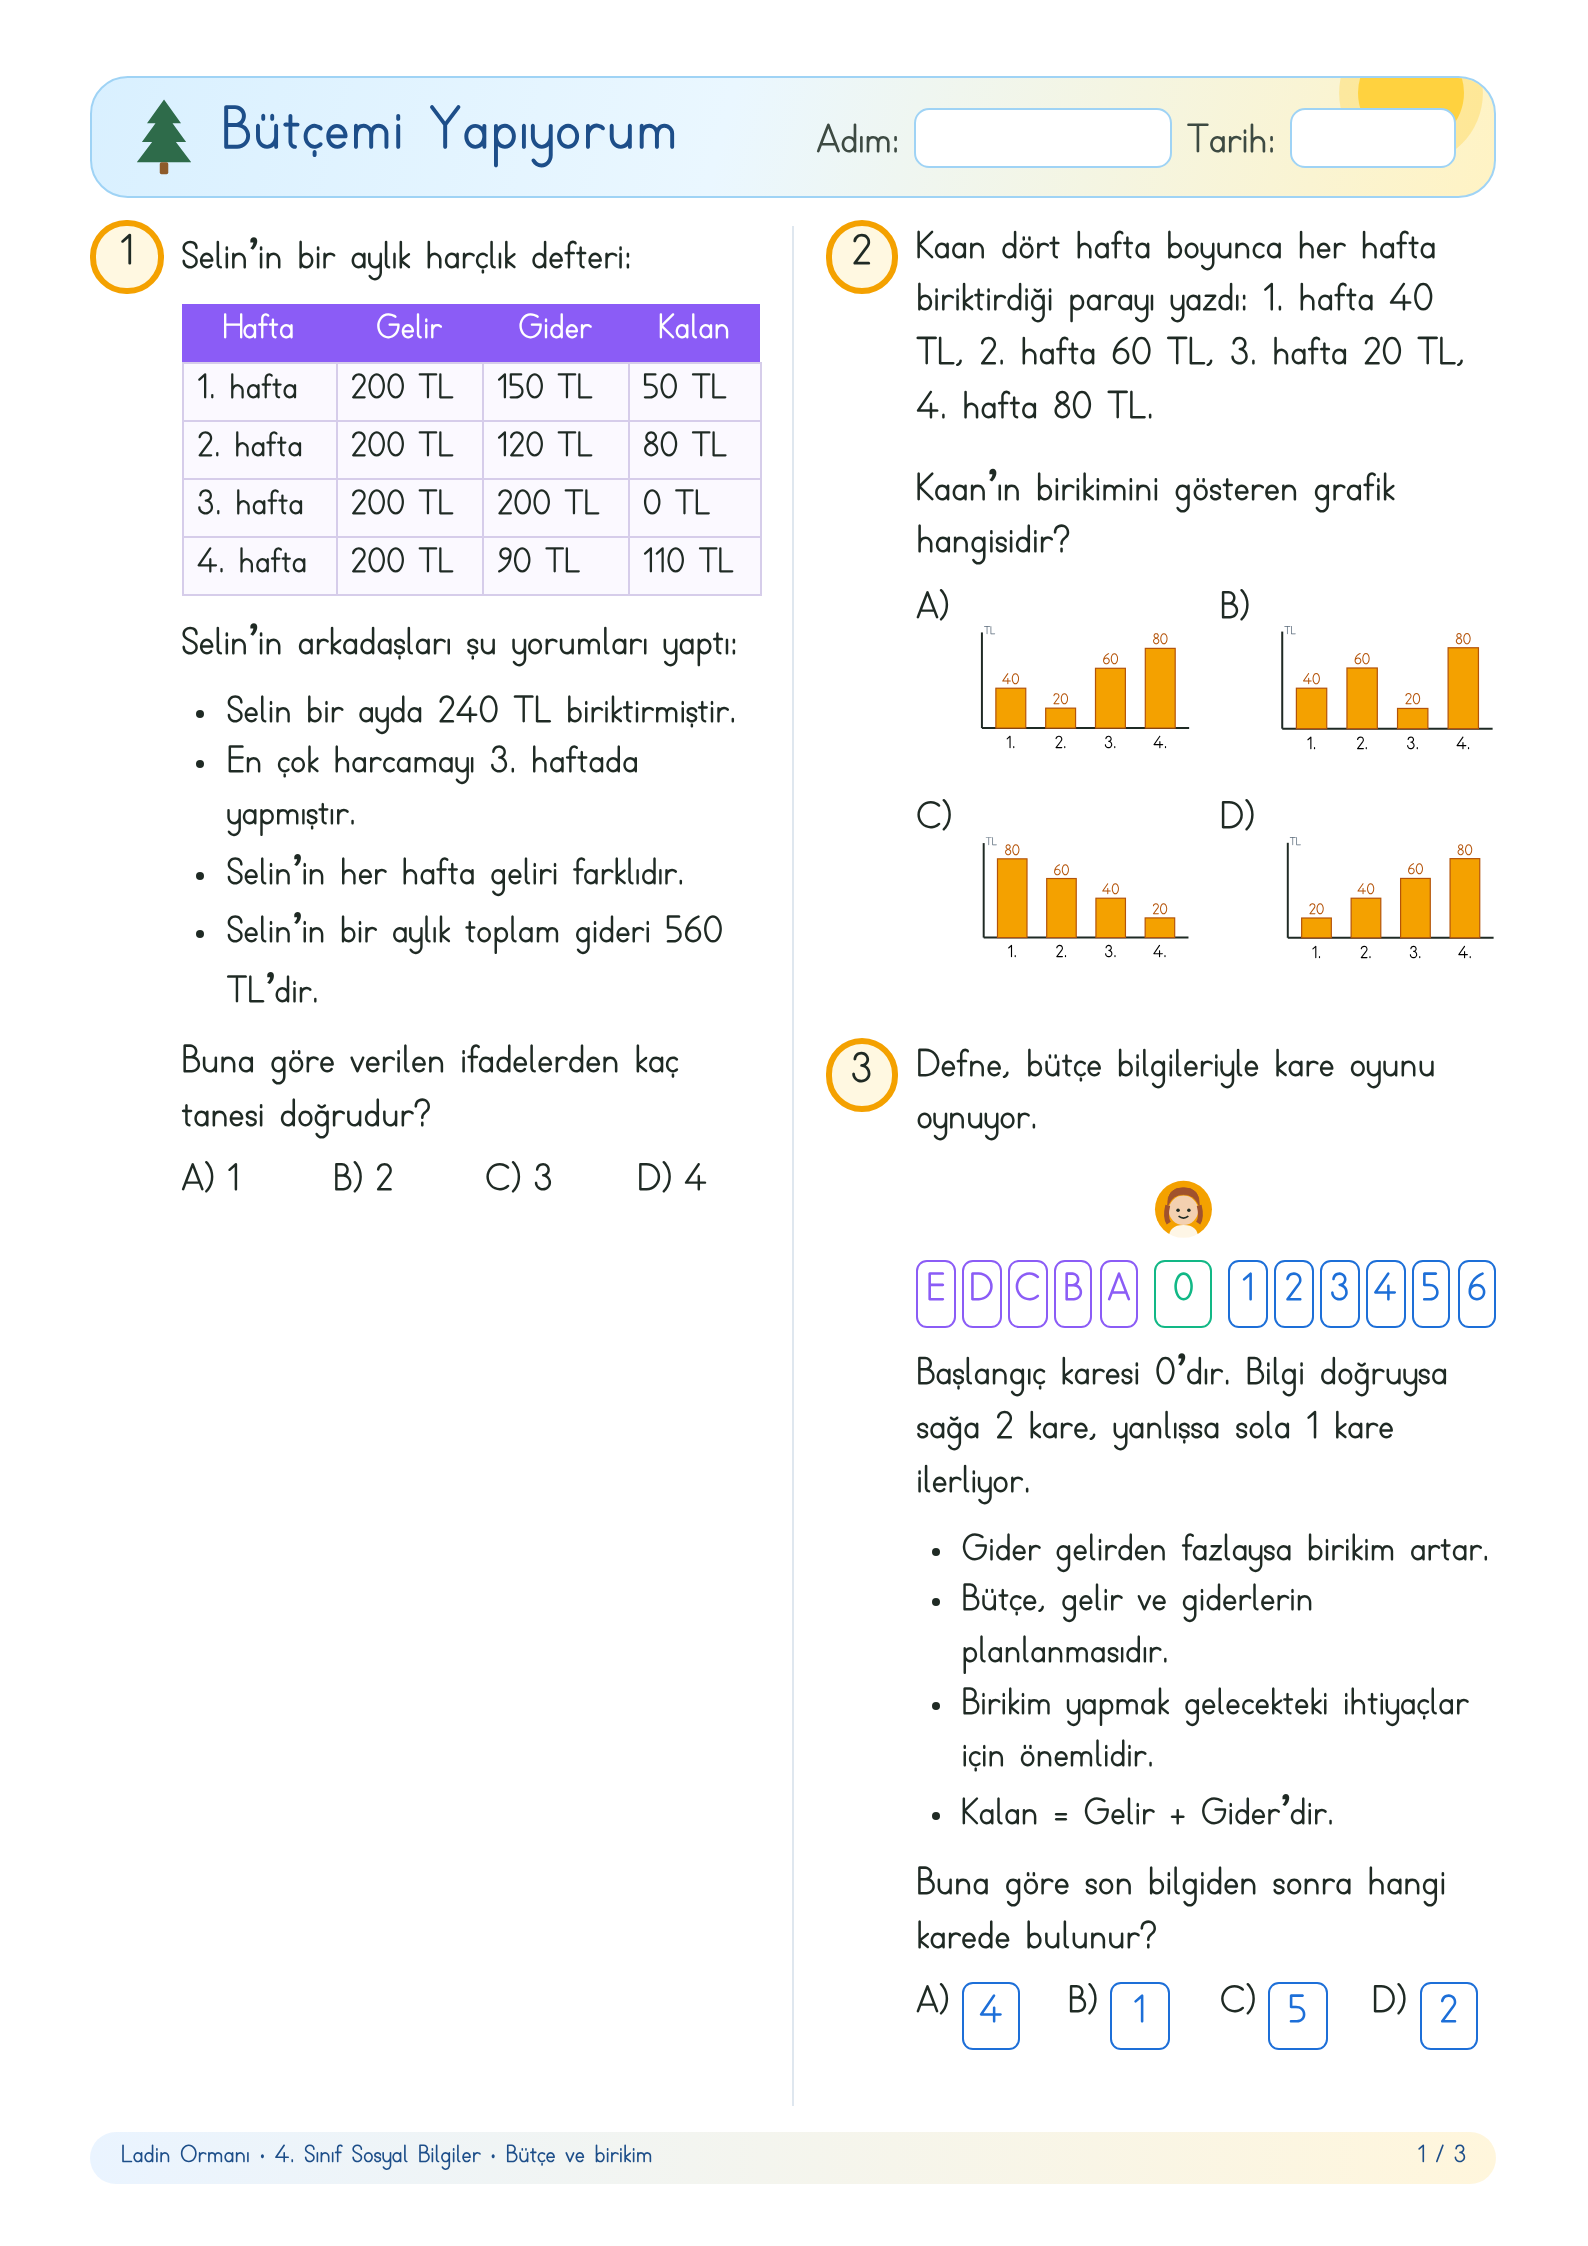 Bütçemi Yapıyorum
Adım:
Tarih:
1
Selin’in bir aylık harçlık defteri:
Hafta Gelir Gider Kalan
1. hafta 200 TL 150 TL 50 TL
2. hafta 200 TL 120 TL 80 TL
3. hafta 200 TL 200 TL 0 TL
4. hafta 200 TL 90 TL 110 TL
Selin’in arkadaşları şu yorumları yaptı:
• Selin bir ayda 240 TL biriktirmiştir.
• En çok harcamayı 3. haftada
yapmıştır.
• Selin’in her hafta geliri farklıdır.
• Selin’in bir aylık toplam gideri 560
TL’dir.
Buna göre verilen ifadelerden kaç
tanesi doğrudur?
A) 1 B) 2 C) 3 D) 4
2
Kaan dört hafta boyunca her hafta
biriktirdiği parayı yazdı: 1. hafta 40
TL, 2. hafta 60 TL, 3. hafta 20 TL,
4. hafta 80 TL.
Kaan’ın birikimini gösteren grafik
hangisidir?
A)
TL
40 20 60 80
1. 2. 3. 4.
B)
TL
40 60 20 80
1. 2. 3. 4.
C)
TL
80 60 40 20
1. 2. 3. 4.
D)
TL
20 40 60 80
1. 2. 3. 4.
3
Defne, bütçe bilgileriyle kare oyunu
oynuyor.
E D C B A 0 1 2 3 4 5 6
Başlangıç karesi 0’dır. Bilgi doğruysa
sağa 2 kare, yanlışsa sola 1 kare
ilerliyor.
• Gider gelirden fazlaysa birikim artar.
• Bütçe, gelir ve giderlerin
planlanmasıdır.
• Birikim yapmak gelecekteki ihtiyaçlar
için önemlidir.
• Kalan = Gelir + Gider’dir.
Buna göre son bilgiden sonra hangi
karede bulunur?
A) 4 B) 1 C) 5 D) 2
Ladin Ormanı • 4. Sınıf Sosyal Bilgiler • Bütçe ve birikim
1 / 3